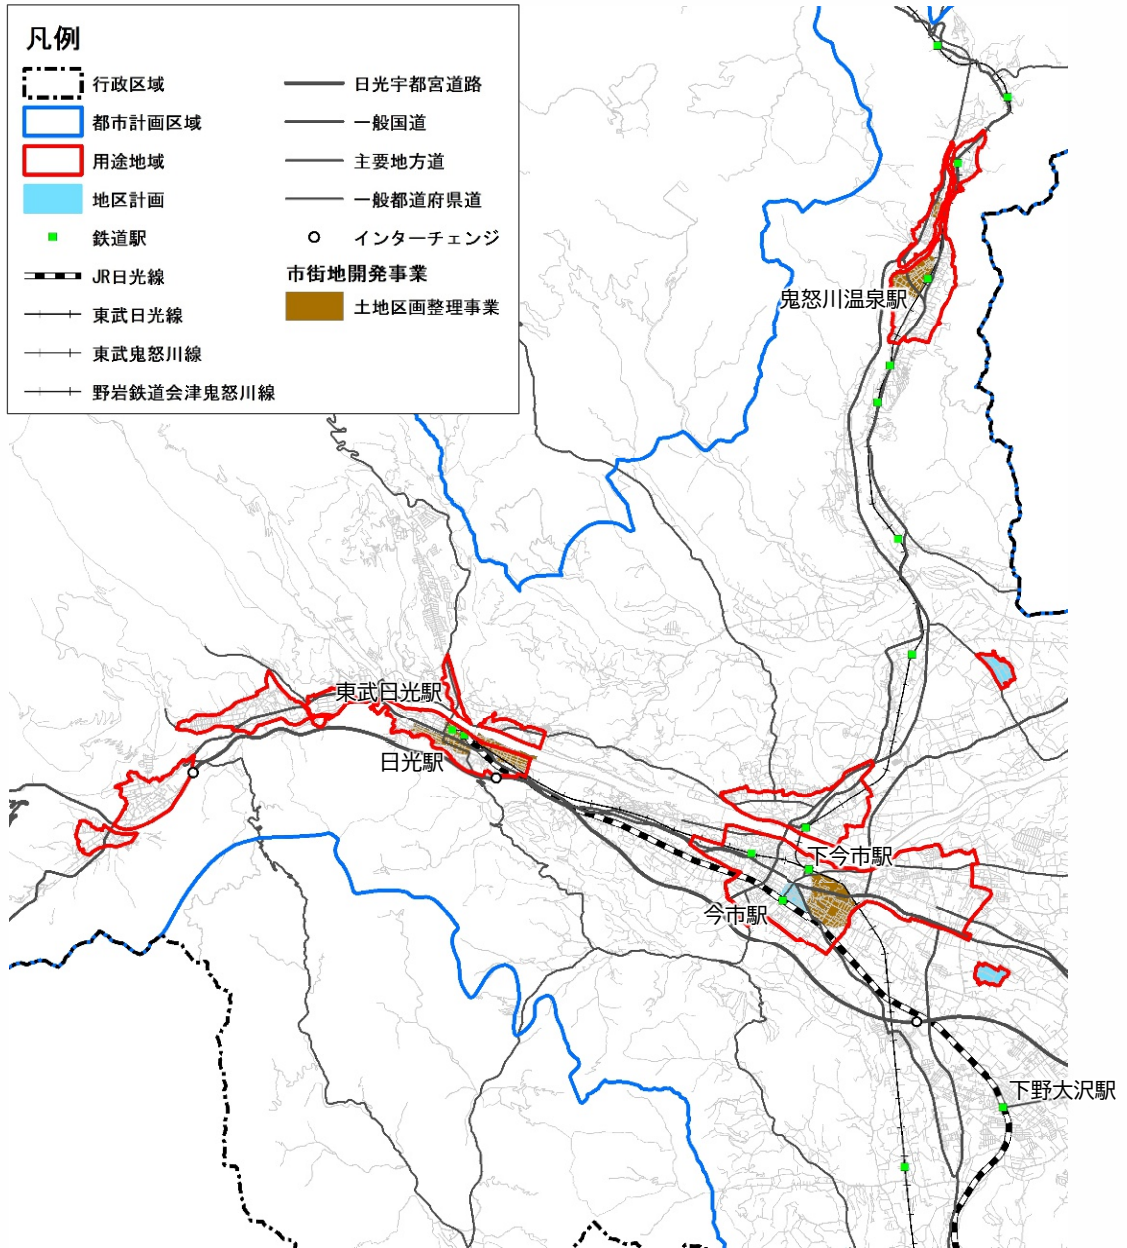 凡例
行政区域
都市計画区域
用途地域
地区計画
鉄道駅
JR日光線
東武日光線
東武鬼怒川線
野岩鉄道会津鬼怒川線
日光宇都宮道路
一般国道
主要地方道
一般都道府県道
インターチェンジ
市街地開発事業
土地区画整理事業
鬼怒川温泉駅
東武日光駅
日光駅
下今市駅
今市駅
下野大沢駅